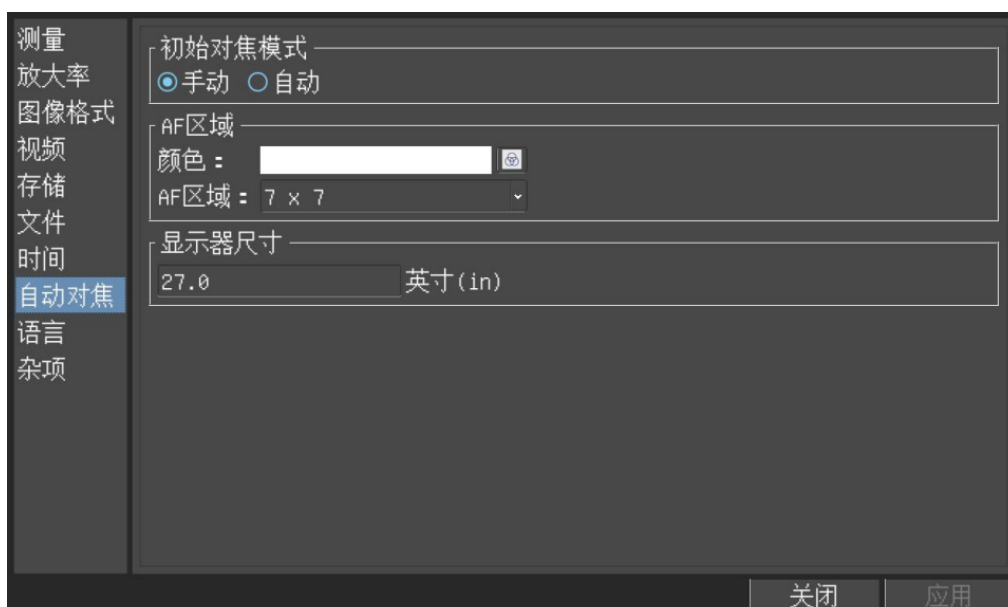 测量
放大率
图像格式
视频
存储
文件
时间
自动对焦
语言
杂项
初始对焦模式
手动 自动
AF区域
颜色：
AF区域：7 x 7
显示器尺寸
27.0 英寸(in)
关闭 应用